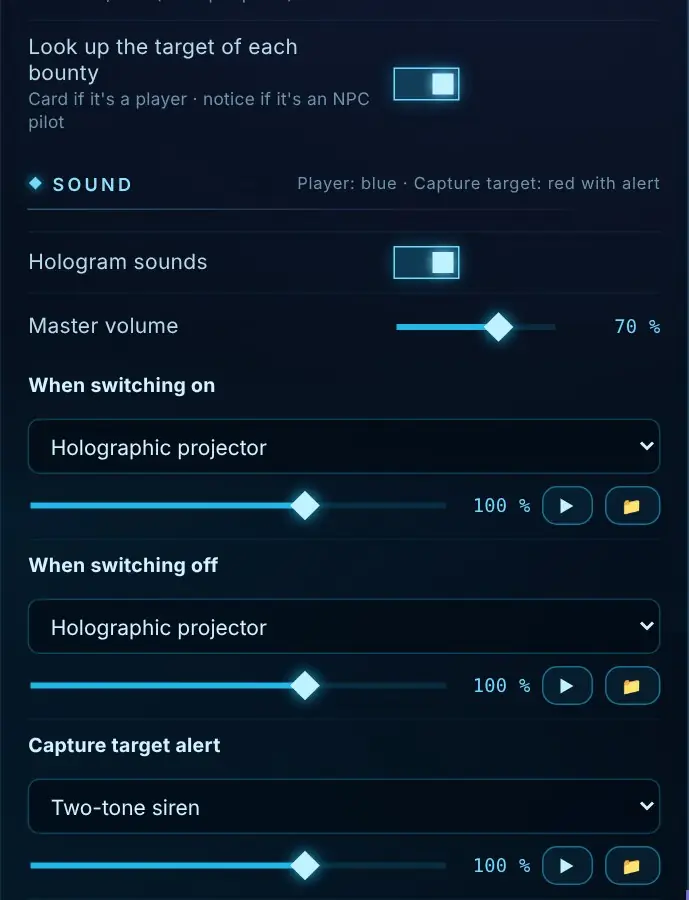 Look up the target of each
bounty
Card if it's a player · notice if it's an NPC
pilot
SOUND
Player: blue · Capture target: red with alert
Hologram sounds
Master volume
70 %
When switching on
Holographic projector
100 %
When switching off
Holographic projector
100 %
Capture target alert
Two-tone siren
100 %